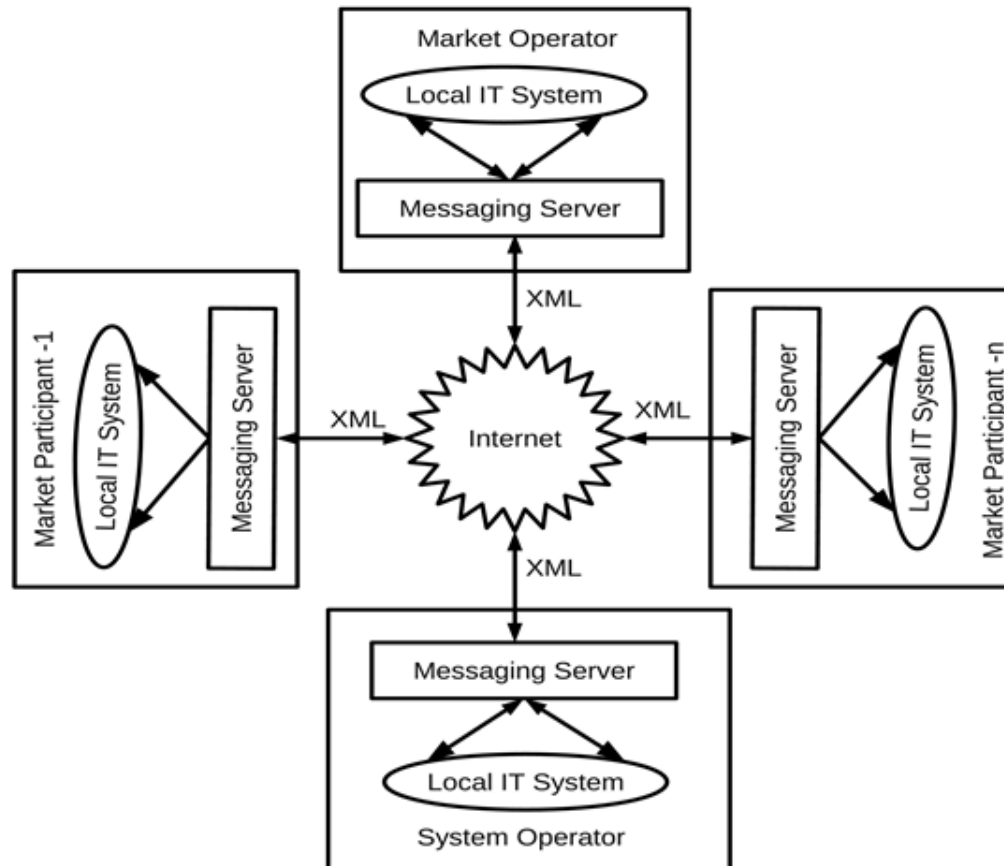 Market Operator
Local IT System
Messaging Server
XML
Market Participant -1
Local IT System
Messaging Server
XML
Internet
XML
Messaging Server
Local IT System
Market Participant -n
XML
Messaging Server
Local IT System
System Operator